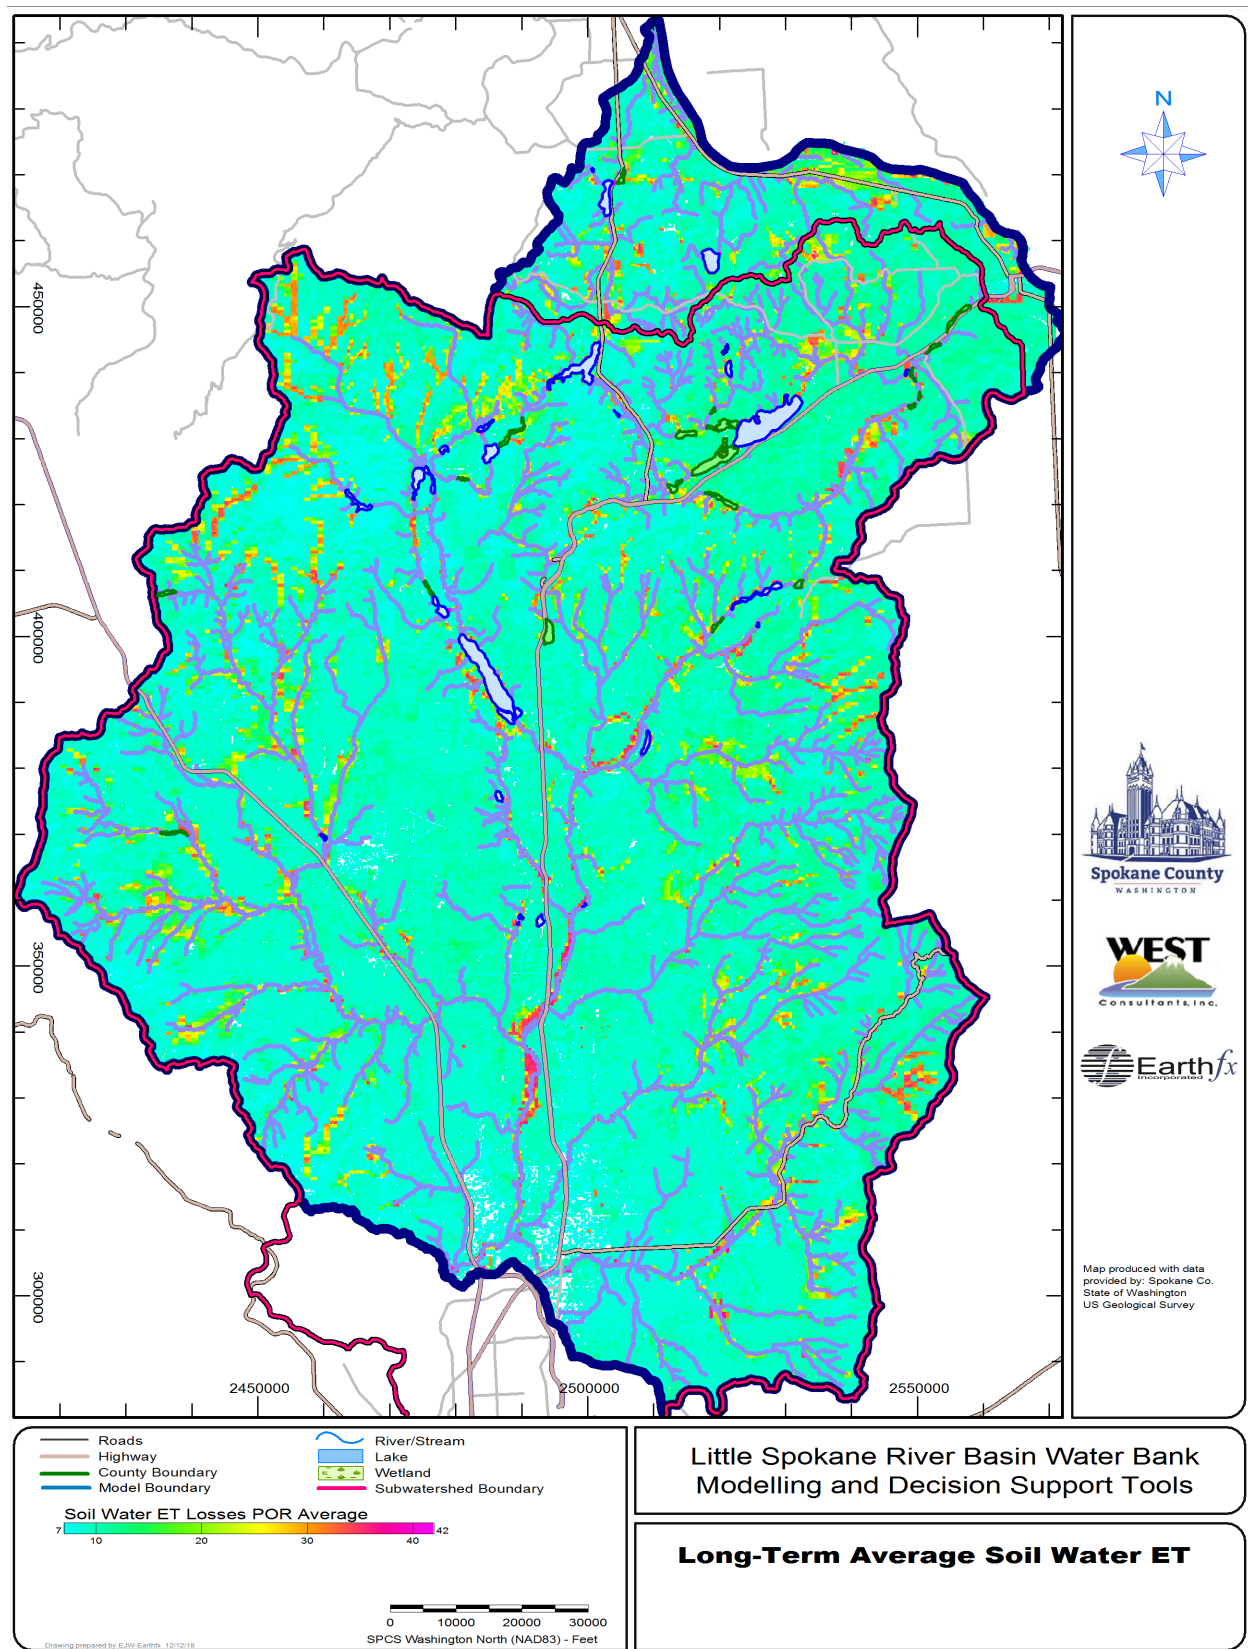 N
450000
400000
350000
300000
2450000
2500000
2550000
Spokane County
WASHINGTON
WEST
Consultants, Inc.
f
Earthfx
Incorporated
Map produced with data
provided by: Spokane Co.
State of Washington
US Geological Survey
Roads
Highway
County Boundary
Model Boundary
River/Stream
Lake
Wetland
Subwatershed Boundary
Soil Water ET Losses POR Average
7 42
10 20 30 40
0 10000 20000 30000
SPCS Washington North (NAD83) - Feet
Drawing prepared by EJW-Earthfx 12/12/18
Little Spokane River Basin Water Bank
Modelling and Decision Support Tools
Long-Term Average Soil Water ET